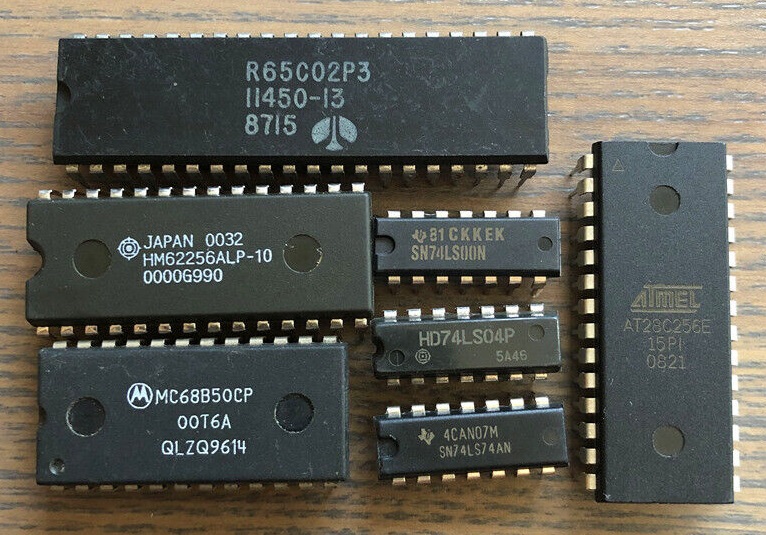 R65C02P3
11450-13
8715
JAPAN 0032
HM62256ALP-10
0000G990
MC68B50CP
00T6A
QLZQ9614
81CKKEK
SN74LS00N
HD74LS04P
5A46
4CAN07M
SN74LS74AN
ATMEL
AT28C256E
15PI
0821